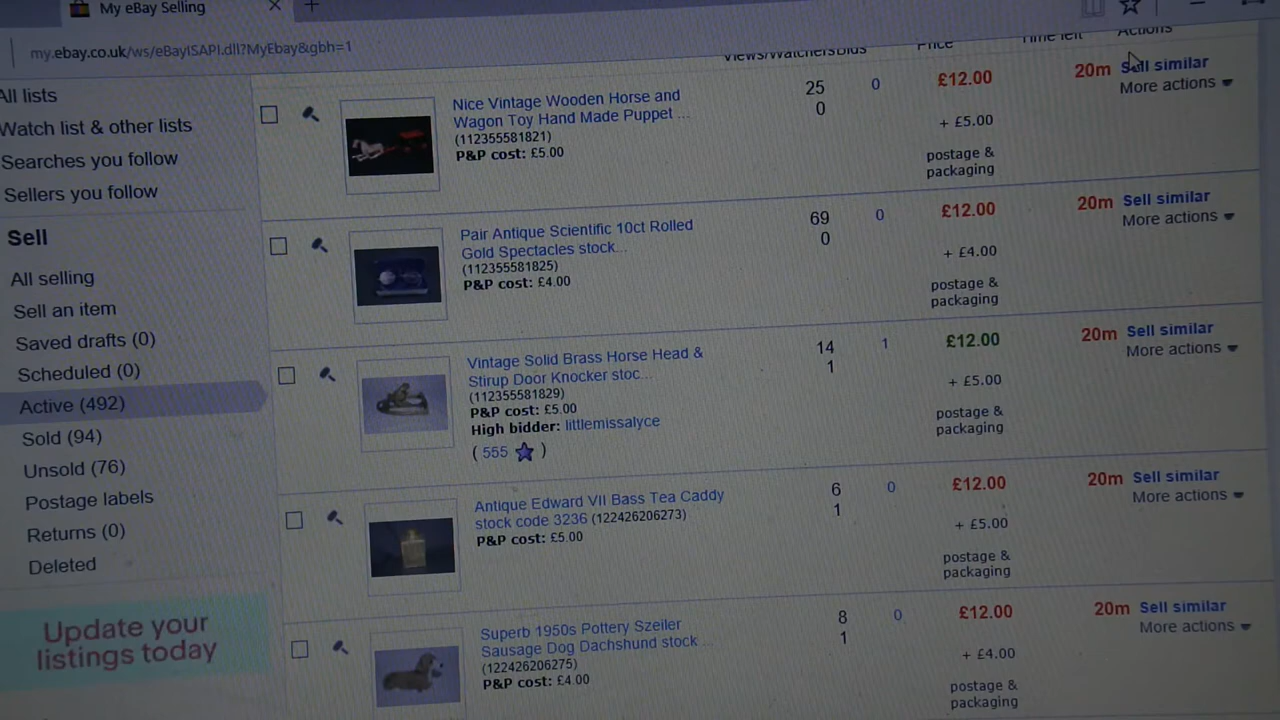 My eBay Selling
my.ebay.co.uk/ws/eBayISAPI.dll?MyEbay&gbh=1
Views/Watchers Bids Price Time left Actions
All lists
Watch list & other lists
Searches you follow
Sellers you follow
Sell
All selling
Sell an item
Saved drafts (0)
Scheduled (0)
Active (492)
Sold (94)
Unsold (76)
Postage labels
Returns (0)
Deleted
Update your
listings today
Nice Vintage Wooden Horse and 25 0 £12.00 20m Sell similar
Wagon Toy Hand Made Puppet ... 0 More actions
(112355581821) + £5.00
P&P cost: £5.00 postage &
packaging
Pair Antique Scientific 10ct Rolled 69 0 £12.00 20m Sell similar
Gold Spectacles stock... 0 More actions
(112355581825) + £4.00
P&P cost: £4.00 postage &
packaging
Vintage Solid Brass Horse Head & 14 1 £12.00 20m Sell similar
Stirup Door Knocker stoc... 1 More actions
(112355581829) + £5.00
P&P cost: £5.00 postage &
High bidder: littlemissalyce packaging
( 555 )
Antique Edward VII Bass Tea Caddy 6 0 £12.00 20m Sell similar
stock code 3236 (122426206273) 1 More actions
P&P cost: £5.00 + £5.00
postage &
packaging
Superb 1950s Pottery Szeiler 8 0 £12.00 20m Sell similar
Sausage Dog Dachshund stock ... 1 More actions
(122426206275) + £4.00
P&P cost: £4.00 postage &
packaging